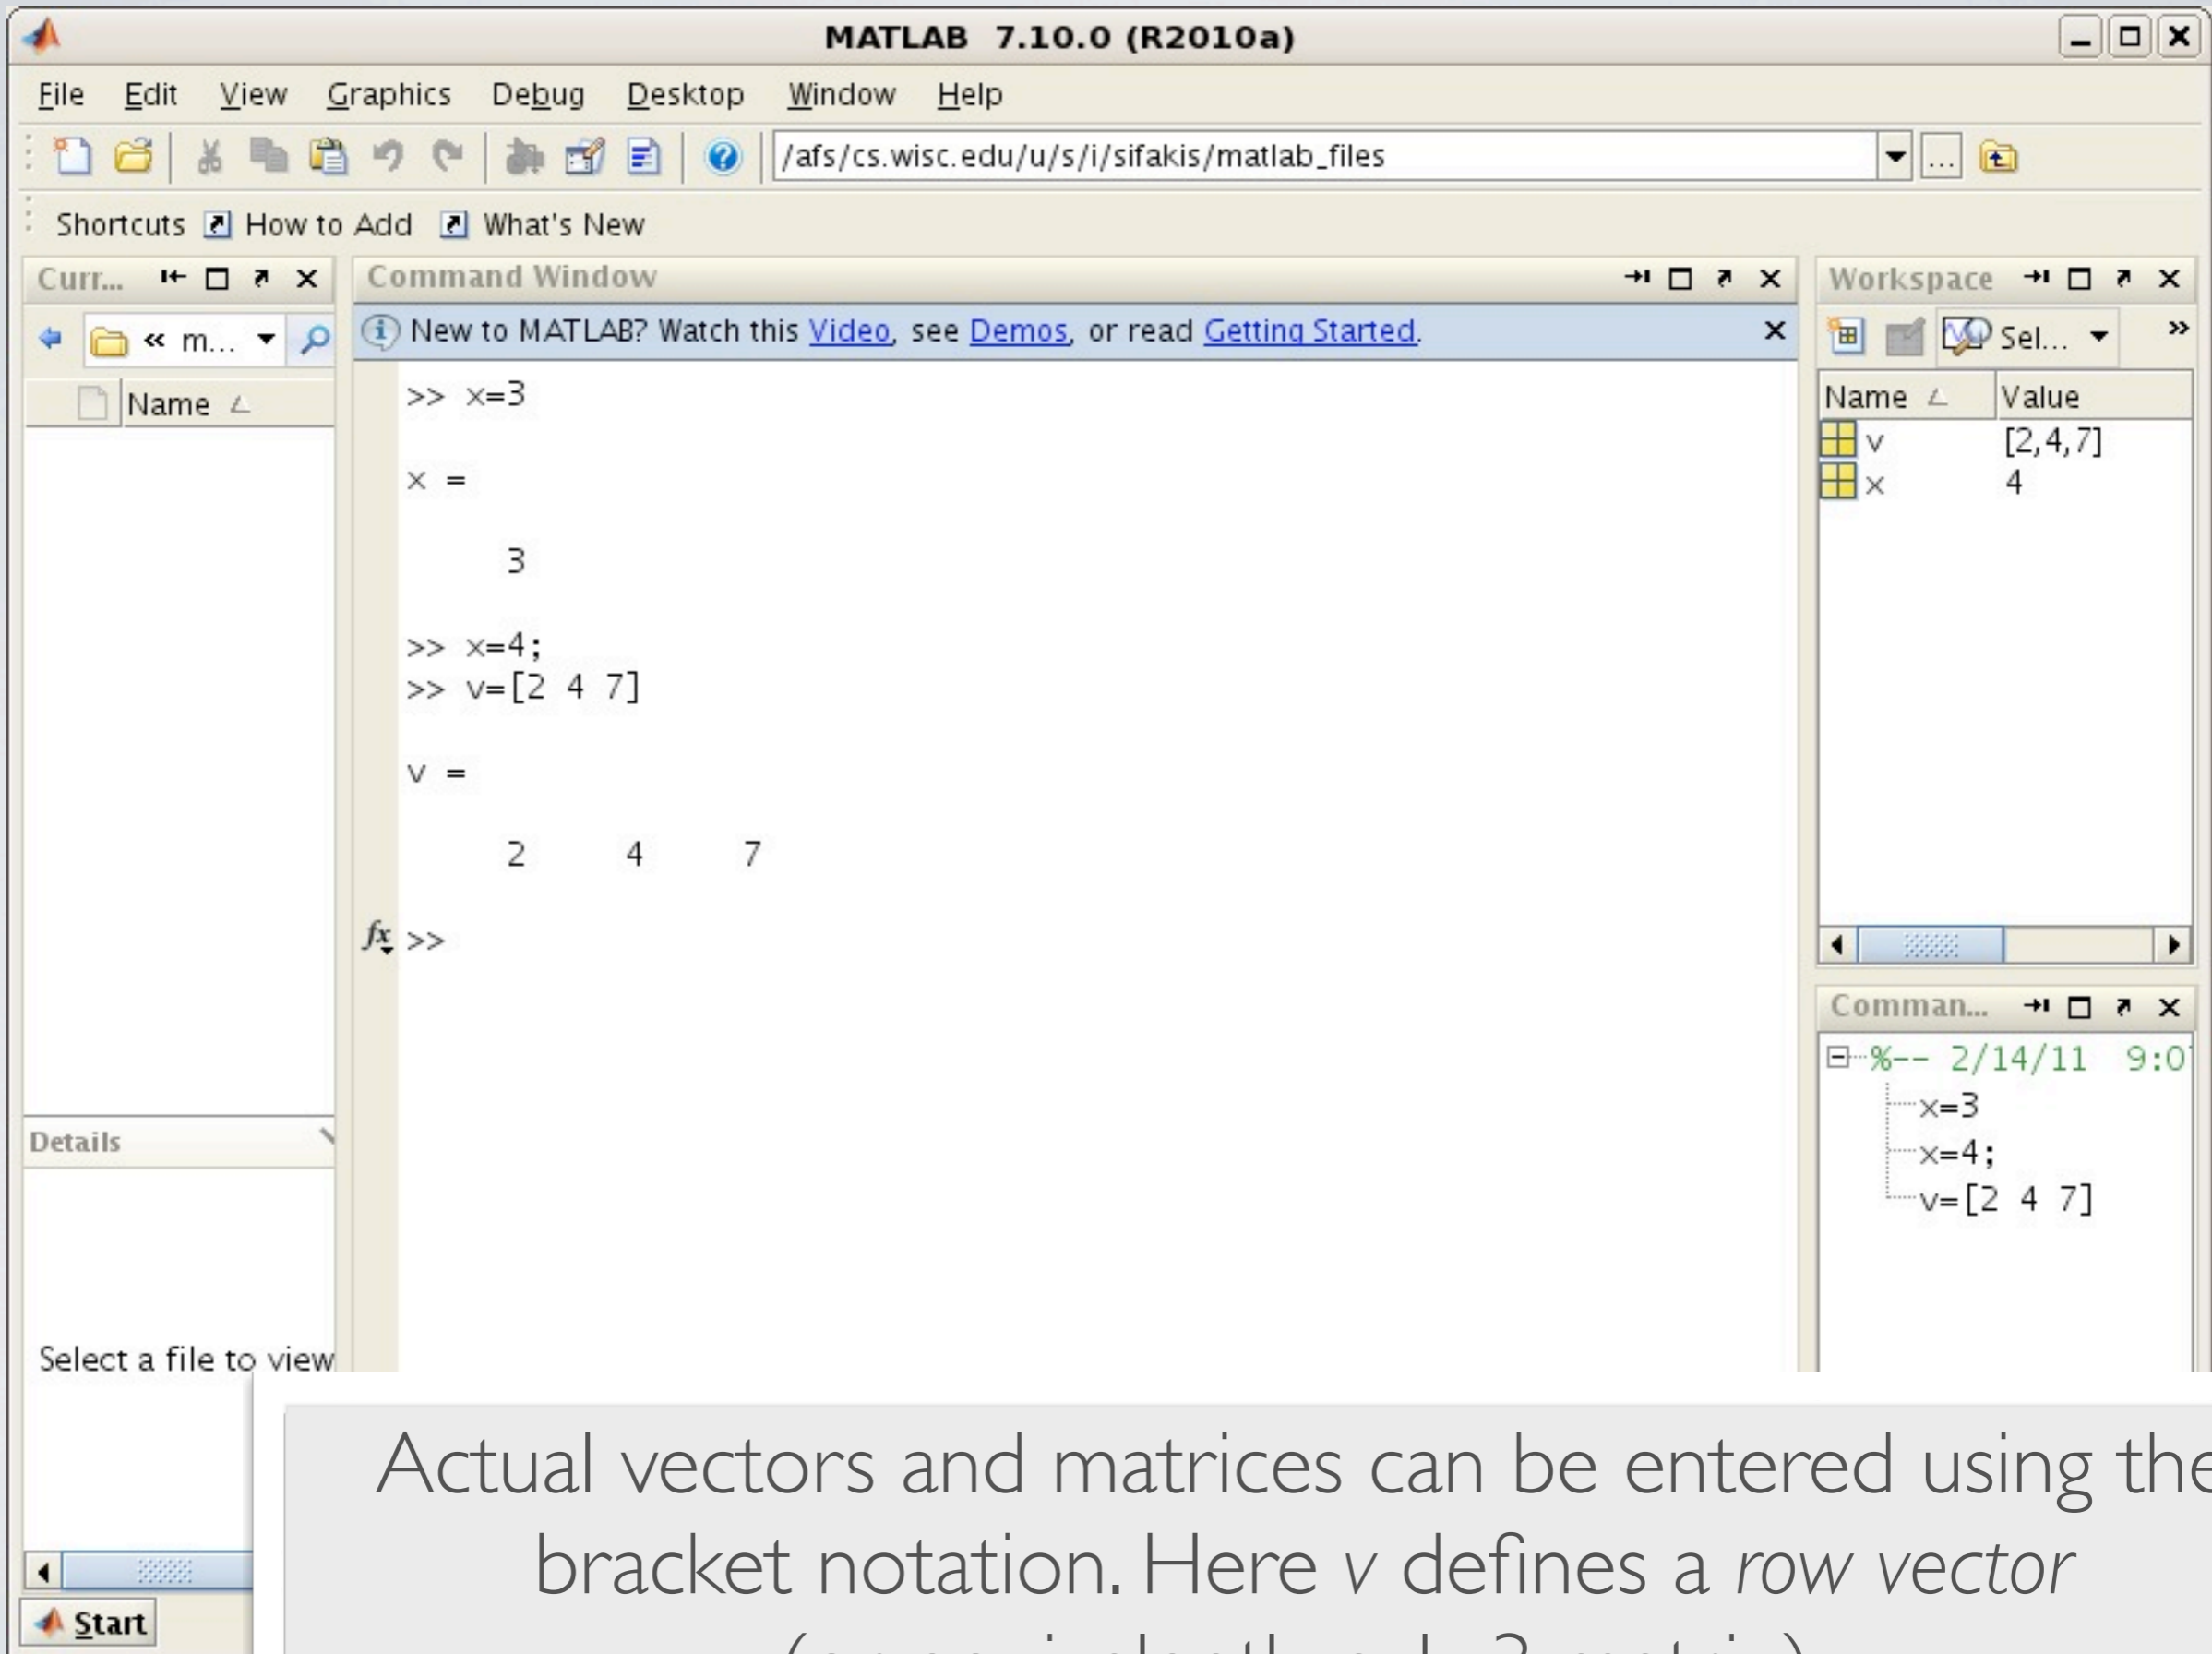 MATLAB 7.10.0 (R2010a)
File Edit View Graphics Debug Desktop Window Help
/afs/cs.wisc.edu/u/s/i/sifakis/matlab_files ...
Shortcuts How to Add What's New
Curr...
« m...
Name
Details
Select a file to view
Start
Command Window
New to MATLAB? Watch this Video, see Demos, or read Getting Started.
>> x=3
x =
3
>> x=4;
>> v=[2 4 7]
v =
2 4 7
fx >>
Workspace
Sel... »
Name Value
v [2,4,7]
x 4
Comman...
%-- 2/14/11 9:0
x=3
x=4;
v=[2 4 7]
Actual vectors and matrices can be entered using the
bracket notation. Here v defines a row vector